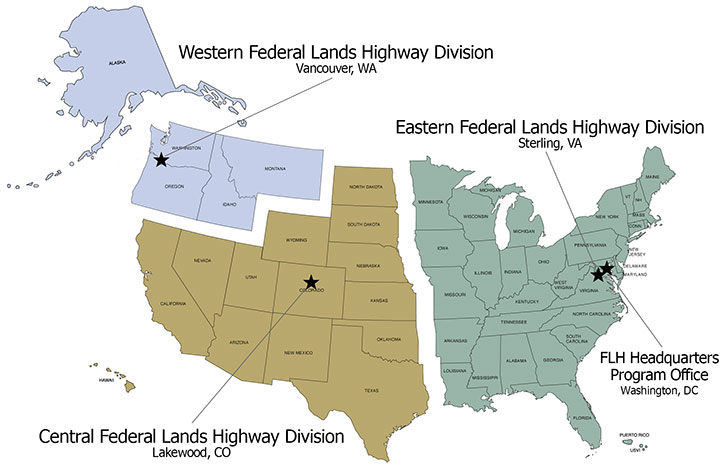 Western Federal Lands Highway Division
Vancouver, WA
ALASKA
Eastern Federal Lands Highway Division
Sterling, VA
WASHINGTON
MONTANA
OREGON
IDAHO
NORTH DAKOTA
SOUTH DAKOTA
WYOMING
NEBRASKA
NEVADA
UTAH
COLORADO
KANSAS
CALIFORNIA
ARIZONA
NEW MEXICO
OKLAHOMA
TEXAS
HAWAII
MINNESOTA
WISCONSIN
MICHIGAN
MICHIGAN
IOWA
ILLINOIS
INDIANA
OHIO
PENNSYLVANIA
NEW YORK
VT
NH
MAINE
MASS
CONN
NEW
JERSEY
DELAWARE
MARYLAND
WEST
VIRGINIA
VIRGINIA
MISSOURI
KENTUCKY
TENNESSEE
NORTH CAROLINA
SOUTH
CAROLINA
ARKANSAS
LOUISIANA
MISSISSIPPI
ALABAMA
GEORGIA
FLORIDA
FLH Headquarters
Program Office
Washington, DC
PUERTO RICO
USVI
Central Federal Lands Highway Division
Lakewood, CO